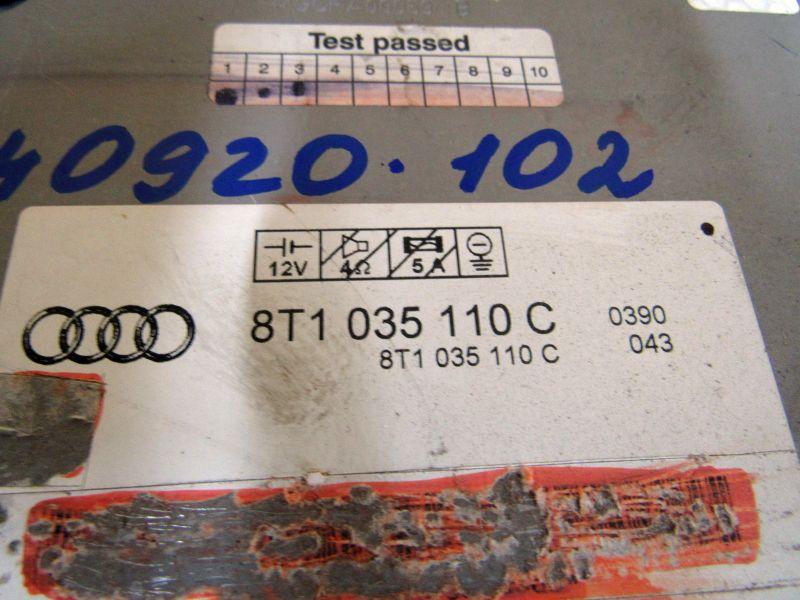 Test passed
1 2 3 4 5 6 7 8 9 10
40920.102
12V 4Ω 5 A
8T1 035 110 C 0390
8T1 035 110 C 043